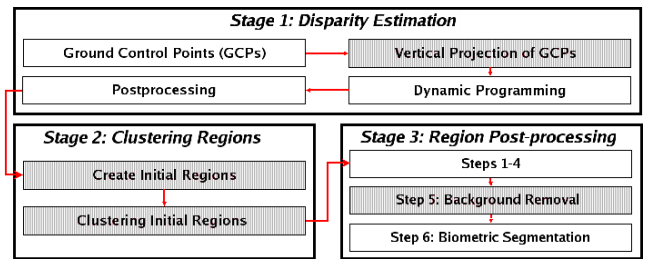 Stage 1: Disparity Estimation
Ground Control Points (GCPs)
Vertical Projection of GCPs
Postprocessing
Dynamic Programming
Stage 2: Clustering Regions
Create Initial Regions
Clustering Initial Regions
Stage 3: Region Post-processing
Steps 1-4
Step 5: Background Removal
Step 6: Biometric Segmentation